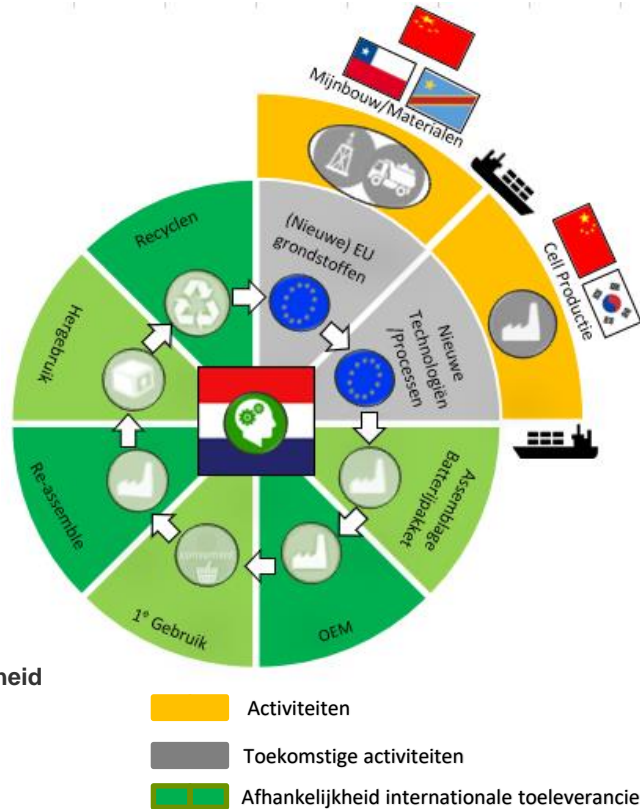 Mijnbouw/Materialen
Cell Productie
(Nieuwe) EU
grondstoffen
Nieuwe
Technologiën
/Processen
Assemblage
Batterijpakket
OEM
1ᵉ Gebruik
consument
Re-assemble
Hergebruik
Recyclen
heid
Activiteiten
Toekomstige activiteiten
Afhankelijkheid internationale toeleverancie